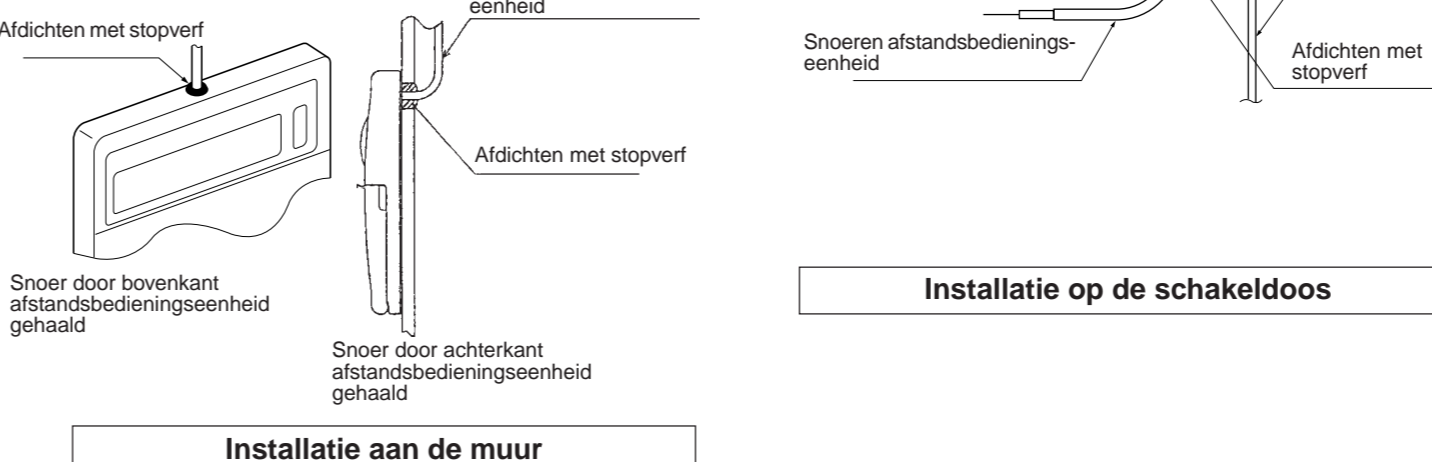 eenheid
Afdichten met stopverf
Afdichten met stopverf
Snoer door bovenkant
afstandsbedieningseenheid
gehaald
Snoer door achterkant
afstandsbedieningseenheid
gehaald
Installatie aan de muur
Snoeren afstandsbedienings-
eenheid
Afdichten met
stopverf
Installatie op de schakeldoos